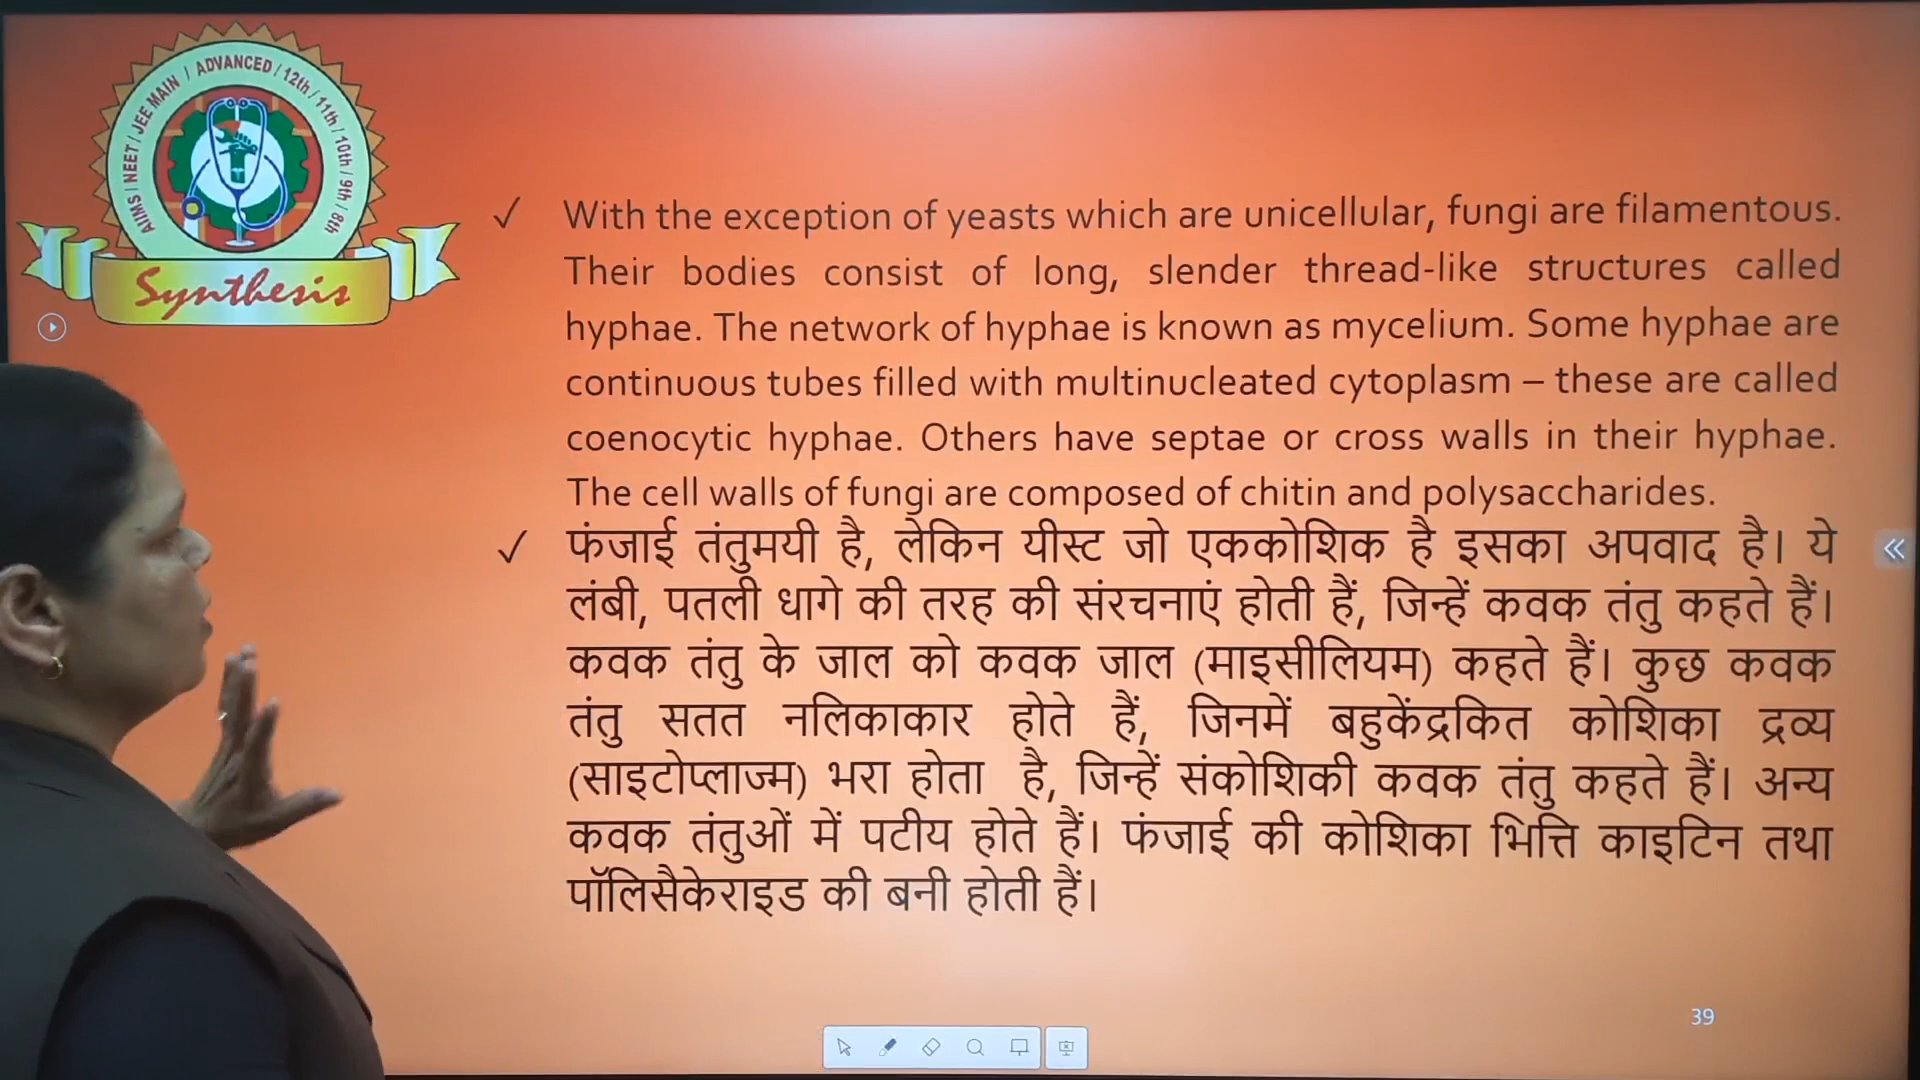 AIIMS / NEET / JEE MAIN / ADVANCED / 12th / 11th / 10th / 9th / 8th
Synthesis
✓ With the exception of yeasts which are unicellular, fungi are filamentous.
Their bodies consist of long, slender thread-like structures called
hyphae. The network of hyphae is known as mycelium. Some hyphae are
continuous tubes filled with multinucleated cytoplasm – these are called
coenocytic hyphae. Others have septae or cross walls in their hyphae.
The cell walls of fungi are composed of chitin and polysaccharides.
✓ फंजाई तंतुमयी है, लेकिन यीस्ट जो एककोशिक है इसका अपवाद है। ये
लंबी, पतली धागे की तरह की संरचनाएं होती हैं, जिन्हें कवक तंतु कहते हैं।
कवक तंतु के जाल को कवक जाल (माइसीलियम) कहते हैं। कुछ कवक
तंतु सतत नलिकाकार होते हैं, जिनमें बहुकेंद्रकित कोशिका द्रव्य
(साइटोप्लाज्म) भरा होता है, जिन्हें संकोशिकी कवक तंतु कहते हैं। अन्य
कवक तंतुओं में पटीय होते हैं। फंजाई की कोशिका भित्ति काइटिन तथा
पॉलिसैकेराइड की बनी होती हैं।
39